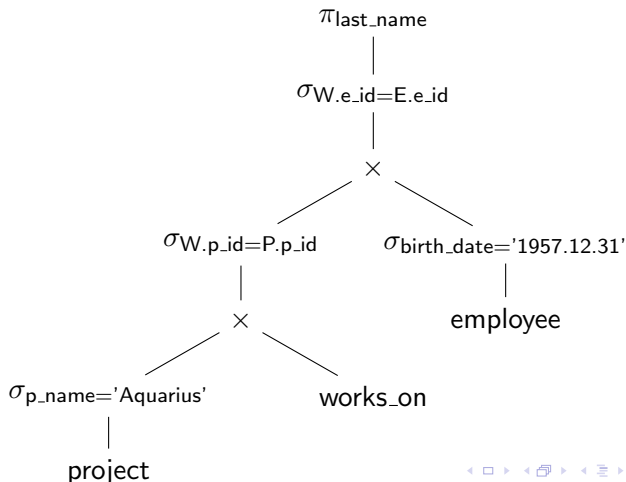 πlast_name
σW.e_id=E.e_id
×
σW.p_id=P.p_id σbirth_date='1957.12.31'
× employee
σp_name='Aquarius' works_on
project